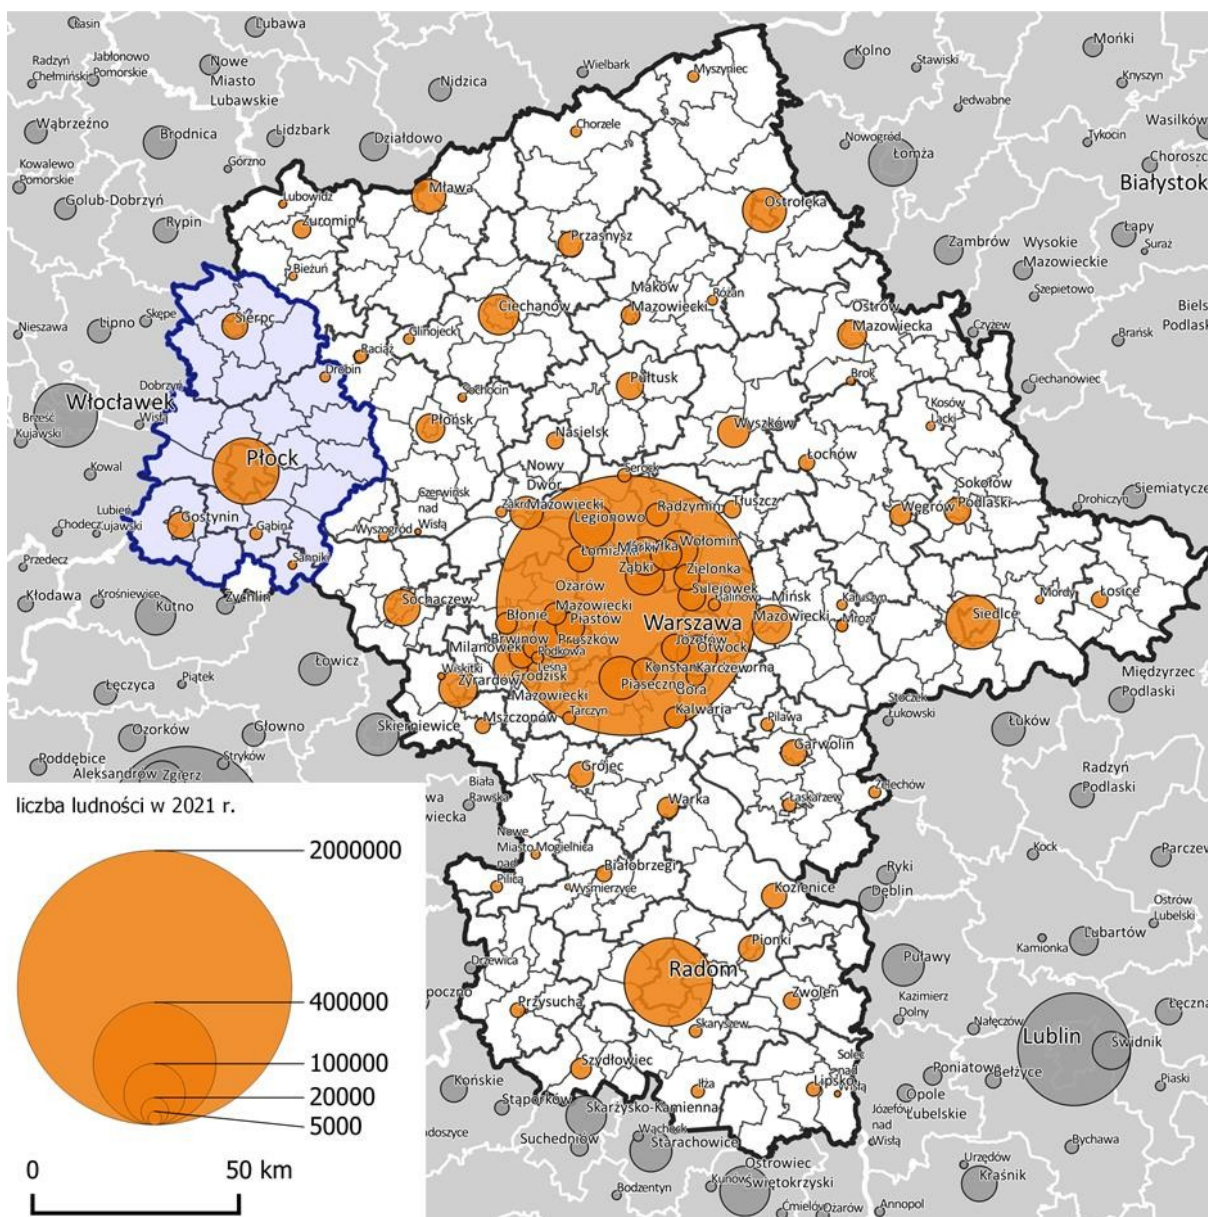 Łasin
Lubawa
Radzyń
Chełmiński
Jabłonowo
Pomorskie
Nowe
Miasto
Lubawskie
Nidzica
Wielbark
Myszyniec
Kolno
Stawiski
Mońki
Knyszyn
Jedwabne
Wąbrzeźno
Brodnica
Lidzbark
Działdowo
Chorzele
Nowogród
Łomża
Tykocin
Wasilków
Choroszcz
Białystok
Kowalewo
Pomorskie
Górzno
Golub-Dobrzyń
Rypin
Lubowidz
Żuromin
Mława
Przasnysz
Ostrołęka
Zambrów
Wysokie
Mazowieckie
Łapy
Suraż
Szepietowo
Bieżuń
Ciechanów
Maków
Mazowiecki
Różan
Ostrów
Mazowiecka
Czyżew
Brańsk
Bielsk
Podlaski
Nieszawa
Lipno
Skępe
Sierpc
Glinojeck
Raciąż
Drobin
Sochocin
Pułtusk
Brok
Ciechanowiec
Włocławek
Dobrzyń
Wisłą
Brześć
Kujawski
Płońsk
Nasielsk
Wyszków
Kosów
Lacki
Płock
Kowal
Nowy
Dwór
Mazowiecki
Serock
Łochów
Sokołów
Podlaski
Siemiatycze
Drohiczyn
Lubień
Kujawski
Chodecz
Gostynin
Gąbin
Czerwińsk
nad
Wisłą
Wyszogród
Legionowo
Radzymin
Tłuszcz
Węgrów
Przedecz
Sanniki
Marki
Wołomin
Ząbki
Zielonka
Sulejówek
Halinów
Kłodawa
Krośniewice
Kutno
Żychlin
Sochaczew
Ożarów
Mazowiecki
Błonie
Piastów
Warszawa
Mińsk
Mazowiecki
Kałuszyn
Mrozy
Siedlce
Mordy
Łosice
Brwinów
Pruszków
Milanówek
Podkowa
Leśna
Józefów
Otwock
Karczew
Łowicz
Łęczyca
Piątek
Wiskitki
Żyrardów
Grodzisk
Mazowiecki
Piaseczno
Góra
Kalwaria
Międzyrzec
Podlaski
Stoczek
Łukowski
Łuków
Ozorków
Głowno
Skierniewice
Mszczonów
Tarczyn
Pilawa
Garwolin
Poddębice
Aleksandrów
Zgierz
Stryków
Grójec
Żelechów
Łaskarzew
Radzyń
Podlaski
Biała
Rawska
Warka
liczba ludności w 2021 r.
2000000
400000
100000
20000
5000
0
50 km
Nowe
Miasto
nad
Pilicą
Mogielnica
Białobrzegi
Wyśmierzyce
Kozienice
Ryki
Dęblin
Kock
Parczew
Ostrów
Lubelski
Lubartów
Kamionka
Drzewica
Radom
Pionki
Puławy
Przysucha
Zwoleń
Kazimierz
Dolny
Nałęczów
Lublin
Łęczna
Świdnik
Skaryszew
Szydłowiec
Iłża
Solec
nad
Wisłą
Lipsko
Poniatowa
Bełżyce
Opole
Lubelskie
Piaski
Końskie
Stąporków
Skarżysko-Kamienna
Suchedniów
Wąchock
Starachowice
Józefów
nad
Wisłą
Bychawa
Bodzentyn
Kunów
Ostrowiec
Świętokrzyski
Ćmielów
Ożarów
Annopol
Urzędów
Kraśnik